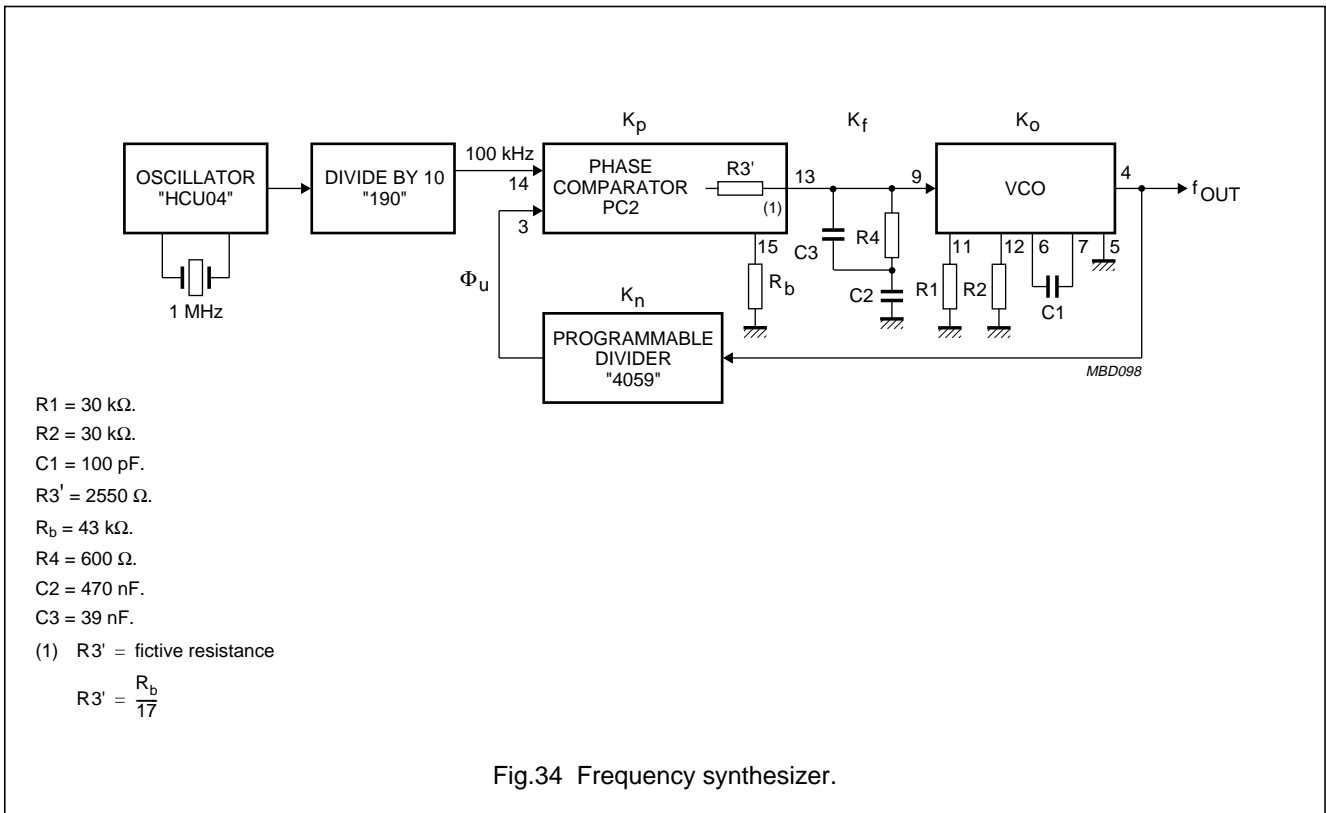 Kp
Kf
Ko
OSCILLATOR
"HCU04"
DIVIDE BY 10
"190"
100 kHz
14
3
PHASE
COMPARATOR
PC2
R3'
(1)
13
15
9
VCO
4
fOUT
11
12
6
7
5
C3
R4
C2
Rb
R1
R2
C1
1 MHz
Φu
Kn
PROGRAMMABLE
DIVIDER
"4059"
MBD098
R1 = 30 kΩ.
R2 = 30 kΩ.
C1 = 100 pF.
R3' = 2550 Ω.
Rb = 43 kΩ.
R4 = 600 Ω.
C2 = 470 nF.
C3 = 39 nF.
(1) R3' = fictive resistance
R3' = Rb/17
Fig.34 Frequency synthesizer.